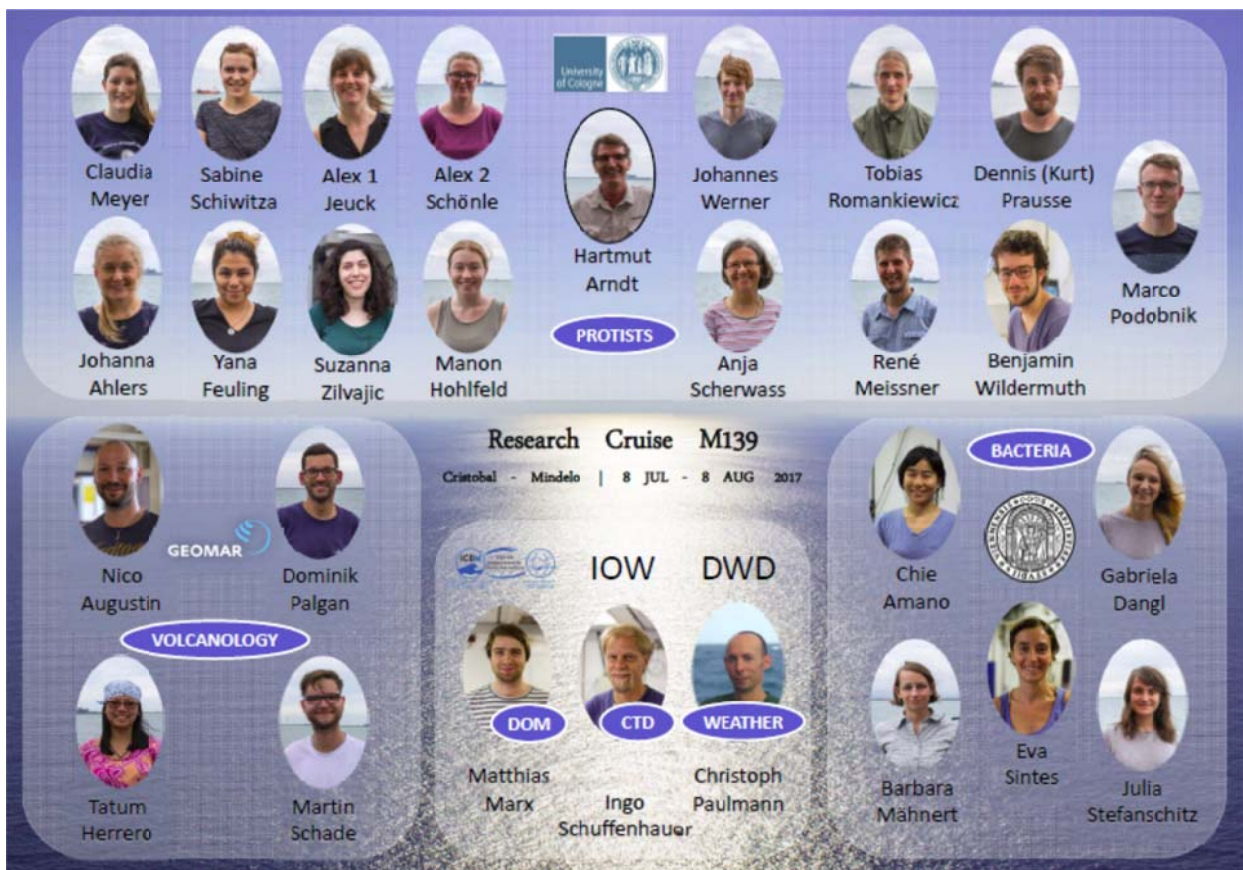 University
of Cologne
Claudia
Meyer
Sabine
Schiwitza
Alex 1
Jeuck
Alex 2
Schönle
Hartmut
Arndt
Johannes
Werner
Tobias
Romankiewicz
Dennis (Kurt)
Prausse
Marco
Podobnik
PROTISTS
Johanna
Ahlers
Yana
Feuling
Suzanna
Zilvajic
Manon
Hohlfeld
Anja
Scherwass
René
Meissner
Benjamin
Wildermuth
Research Cruise M139
Cristobal - Mindelo | 8 JUL - 8 AUG 2017
GEOMAR
Nico
Augustin
Dominik
Palgan
VOLCANOLOGY
Tatum
Herrero
Martin
Schade
ICBM
IOW
DWD
DOM
CTD
WEATHER
Matthias
Marx
Ingo
Schuffenhauer
Christoph
Paulmann
BACTERIA
Chie
Amano
Gabriela
Dangl
Barbara
Mähnert
Eva
Sintes
Julia
Stefanschitz